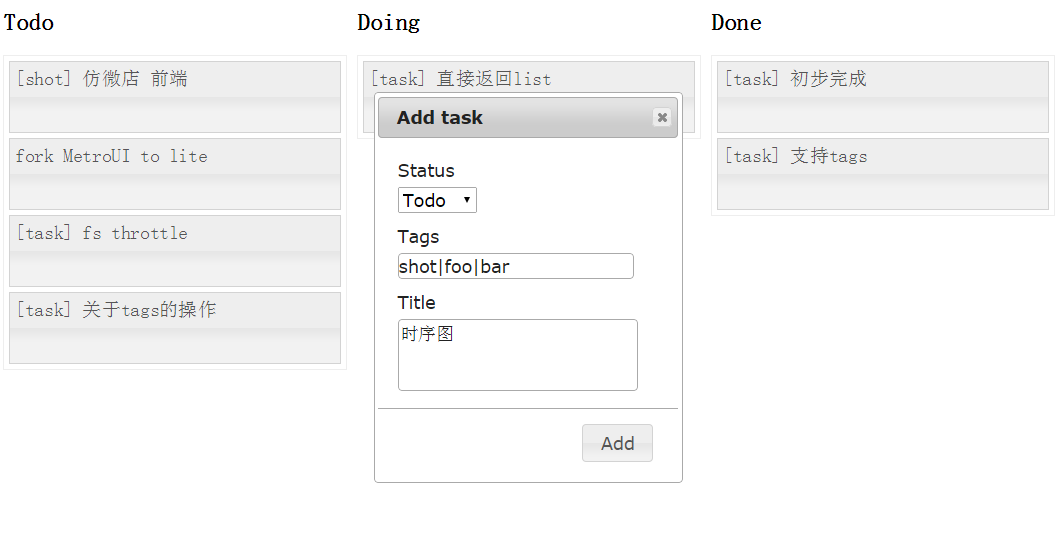 Todo
[shot] 仿微店 前端
fork MetroUI to lite
[task] fs throttle
[task] 关于tags的操作
Doing
[task] 直接返回list
Add task
Status
Todo
Tags
shot|foo|bar
Title
时序图
Add
Done
[task] 初步完成
[task] 支持tags